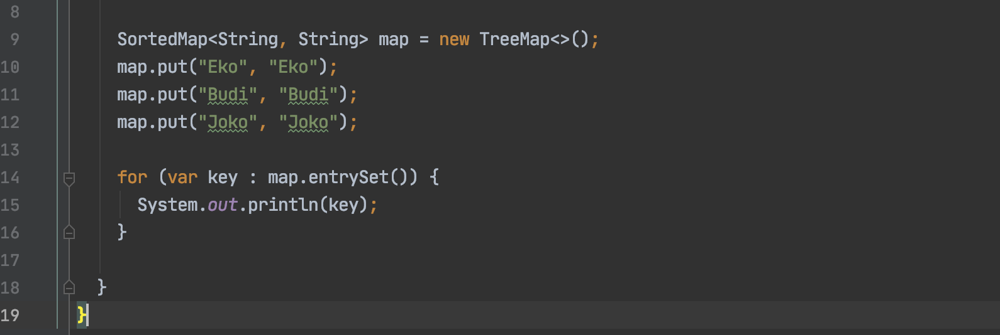 8
9 SortedMap<String, String> map = new TreeMap<>();
10 map.put("Eko", "Eko");
11 map.put("Budi", "Budi");
12 map.put("Joko", "Joko");
13
14 for (var key : map.entrySet()) {
15 System.out.println(key);
16 }
17
18 }
19 }